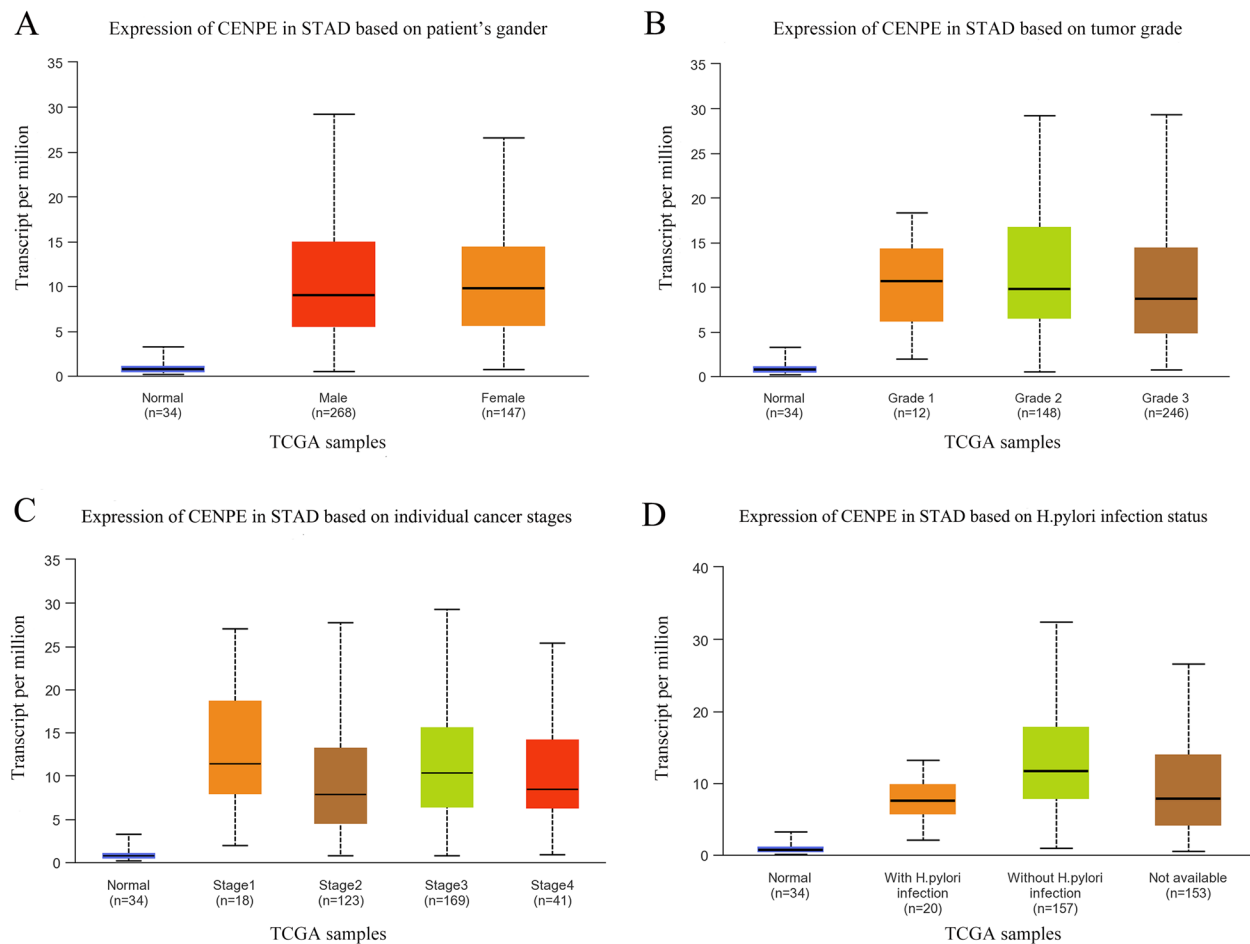 A
Expression of CENPE in STAD based on patient’s gander
Transcript per million
35
30
25
20
15
10
5
0
Normal
(n=34)
Male
(n=268)
Female
(n=147)
TCGA samples
B
Expression of CENPE in STAD based on tumor grade
Transcript per million
35
30
25
20
15
10
5
0
Normal
(n=34)
Grade 1
(n=12)
Grade 2
(n=148)
Grade 3
(n=246)
TCGA samples
C
Expression of CENPE in STAD based on individual cancer stages
Transcript per million
35
30
25
20
15
10
5
0
Normal
(n=34)
Stage1
(n=18)
Stage2
(n=123)
Stage3
(n=169)
Stage4
(n=41)
TCGA samples
D
Expression of CENPE in STAD based on H.pylori infection status
Transcript per million
40
30
20
10
0
Normal
(n=34)
With H.pylori
infection
(n=20)
Without H.pylori
infection
(n=157)
Not available
(n=153)
TCGA samples